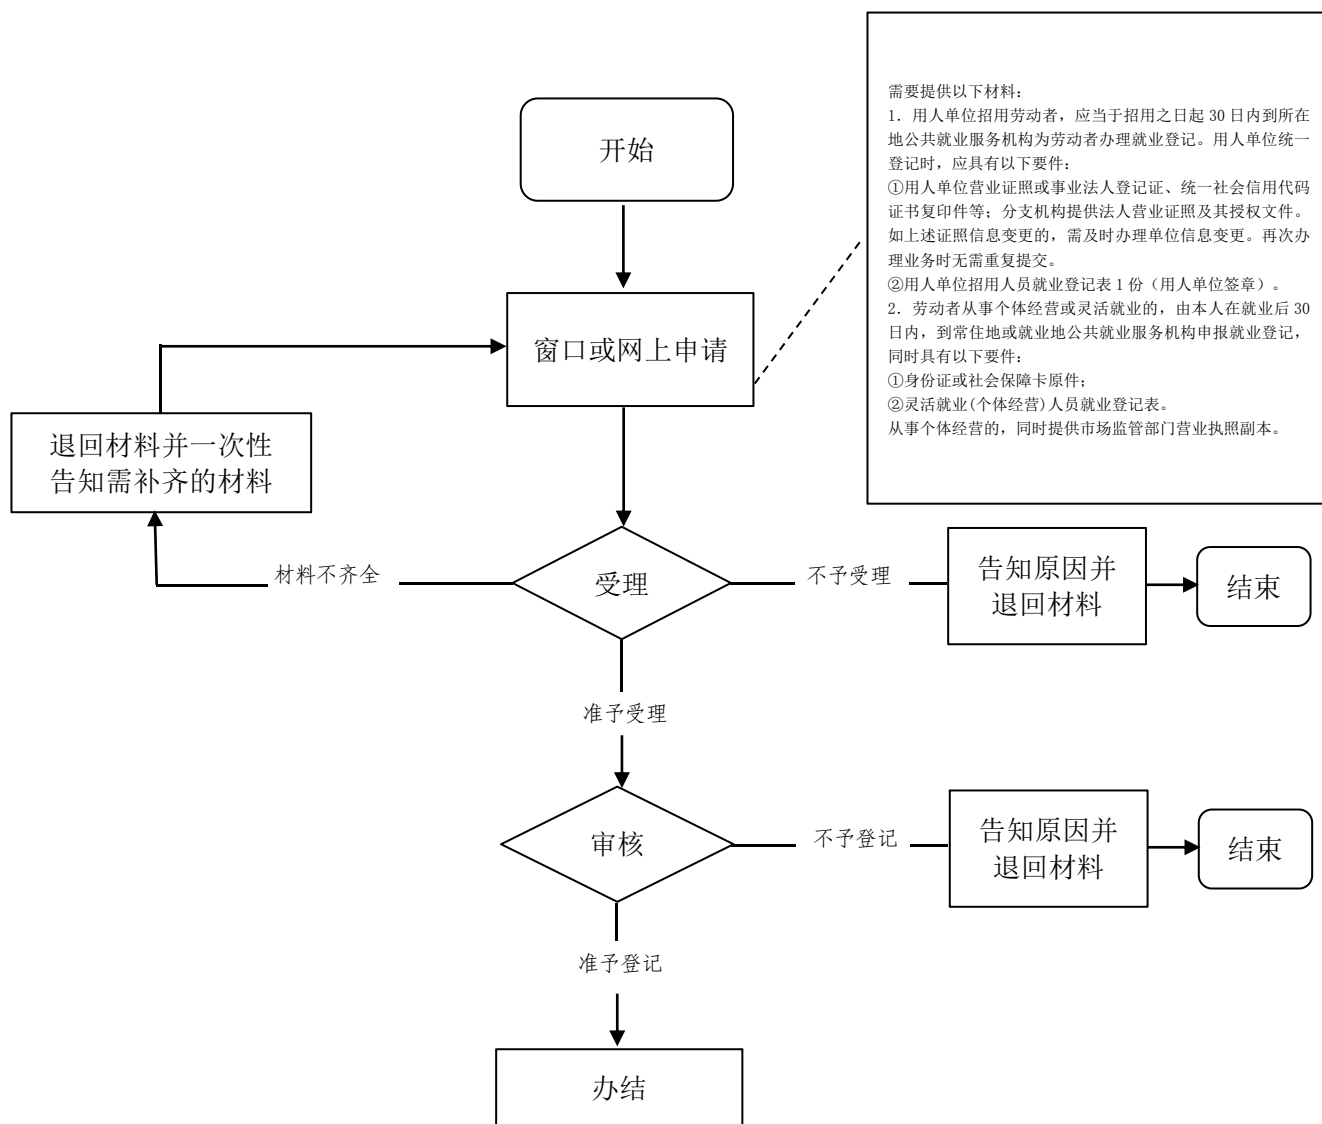 需要提供以下材料：
1. 用人单位招用劳动者，应当于招用之日起 30 日内到所在
地公共就业服务机构为劳动者办理就业登记。用人单位统一
登记时，应具有以下要件：
①用人单位营业证照或事业法人登记证、统一社会信用代码
证书复印件等；分支机构提供法人营业证照及其授权文件。
如上述证照信息变更的，需及时办理单位信息变更。再次办
理业务时无需重复提交。
②用人单位招用人员就业登记表 1 份（用人单位签章）。
2. 劳动者从事个体经营或灵活就业的，由本人在就业后 30
日内，到常住地或就业地公共就业服务机构申报就业登记，
同时具有以下要件：
①身份证或社会保障卡原件；
②灵活就业(个体经营)人员就业登记表。
从事个体经营的，同时提供市场监管部门营业执照副本。
开始
窗口或网上申请
退回材料并一次性
告知需补齐的材料
材料不齐全
受理
不予受理
告知原因并
退回材料
结束
准予受理
审核
不予登记
告知原因并
退回材料
结束
准予登记
办结